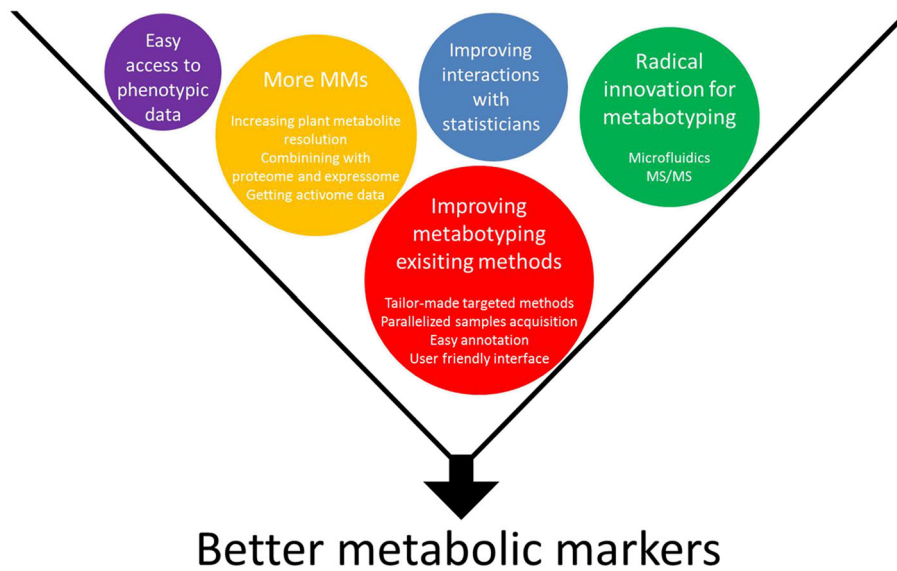 Easy
access to
phenotypic
data
More MMs
Increasing plant metabolite
resolution
Combinining with
proteome and expressome
Getting activome data
Improving
interactions
with
statisticians
Radical
innovation for
metabotyping
Microfluidics
MS/MS
Improving
metabotyping
exisiting methods
Tailor-made targeted methods
Parallelized samples acquisition
Easy annotation
User friendly interface
Better metabolic markers